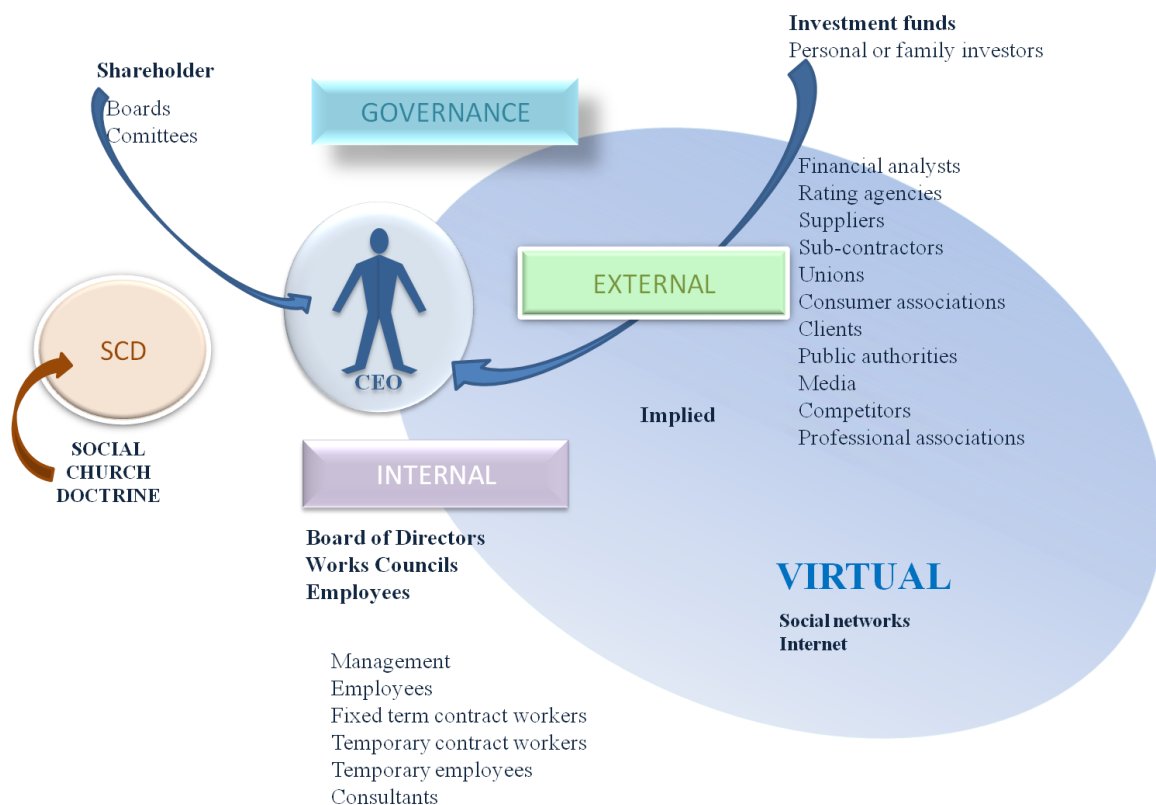 Investment funds
Personal or family investors
Shareholder
Boards
Comittees
GOVERNANCE
Financial analysts
Rating agencies
Suppliers
Sub-contractors
Unions
Consumer associations
Clients
Public authorities
Media
Competitors
Professional associations
EXTERNAL
SCD
CEO
Implied
SOCIAL
CHURCH
DOCTRINE
INTERNAL
Board of Directors
Works Councils
Employees
VIRTUAL
Social networks
Internet
Management
Employees
Fixed term contract workers
Temporary contract workers
Temporary employees
Consultants